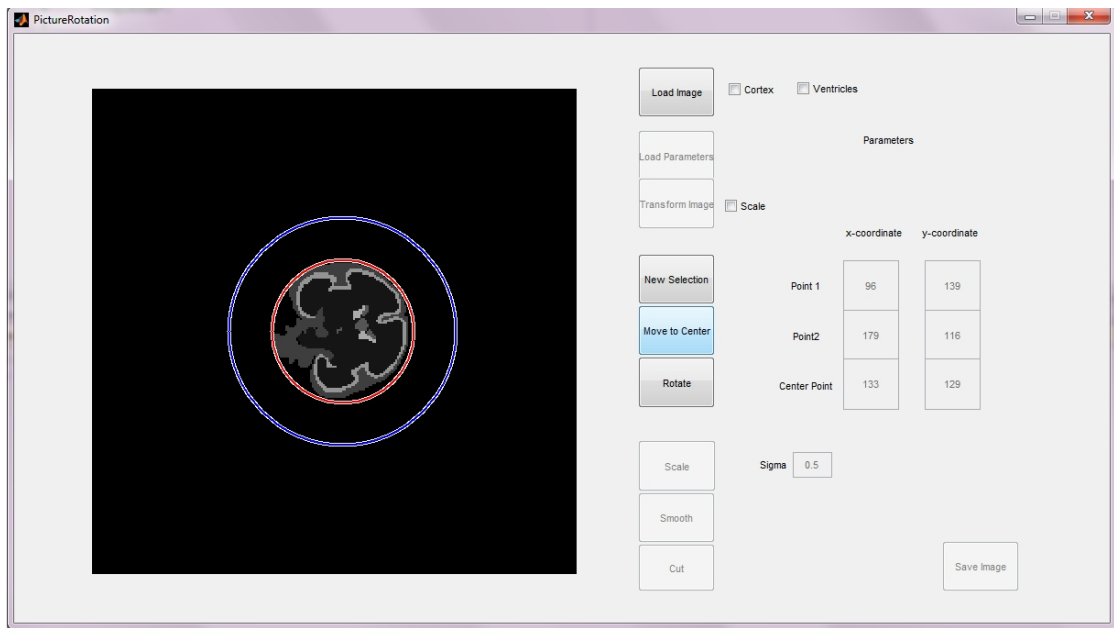 PictureRotation
Load Image
Cortex
Ventricles
Load Parameters
Parameters
Transform Image
Scale
x-coordinate
y-coordinate
New Selection
Point 1
96
139
Move to Center
Point2
179
116
Rotate
Center Point
133
129
Scale
Sigma
0.5
Smooth
Cut
Save Image